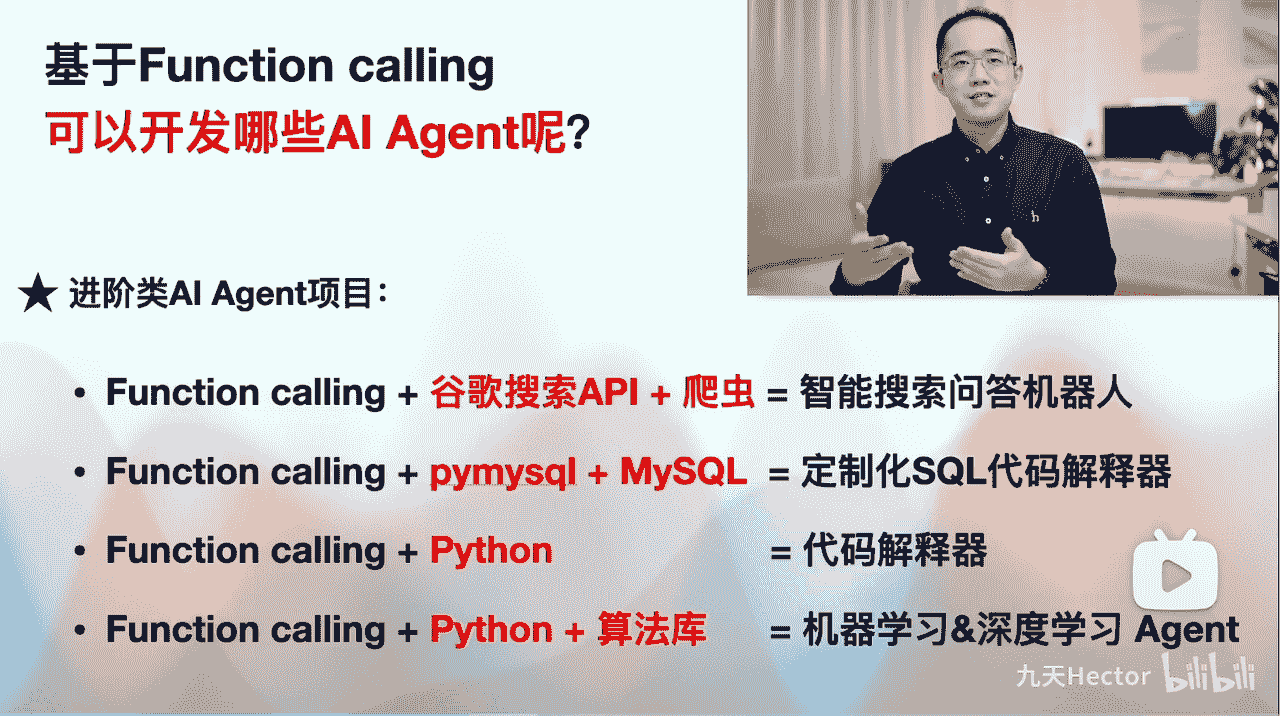 基于Function calling
可以开发哪些AI Agent呢?
★ 进阶类AI Agent项目：
• Function calling + 谷歌搜索API + 爬虫 = 智能搜索问答机器人
• Function calling + pymysql + MySQL = 定制化SQL代码解释器
• Function calling + Python = 代码解释器
• Function calling + Python + 算法库 = 机器学习&深度学习 Agent
h
九天Hector bilibili